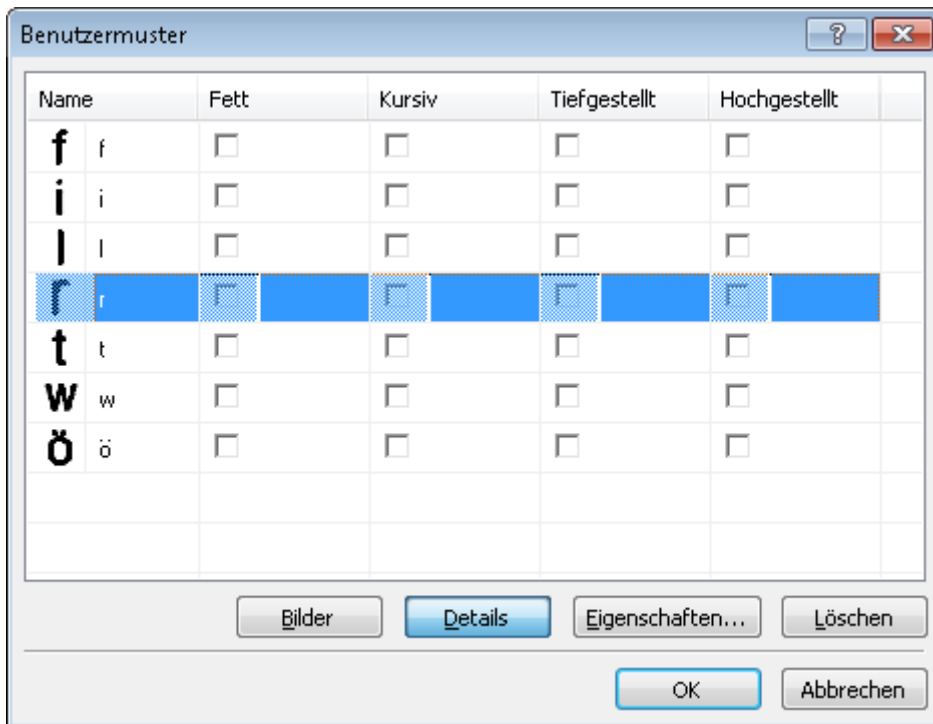 Benutzermuster
Name Fett Kursiv Tiefgestellt Hochgestellt
f f
i i
l l
r r
t t
w w
ö ö
Bilder Details Eigenschaften... Löschen
OK Abbrechen